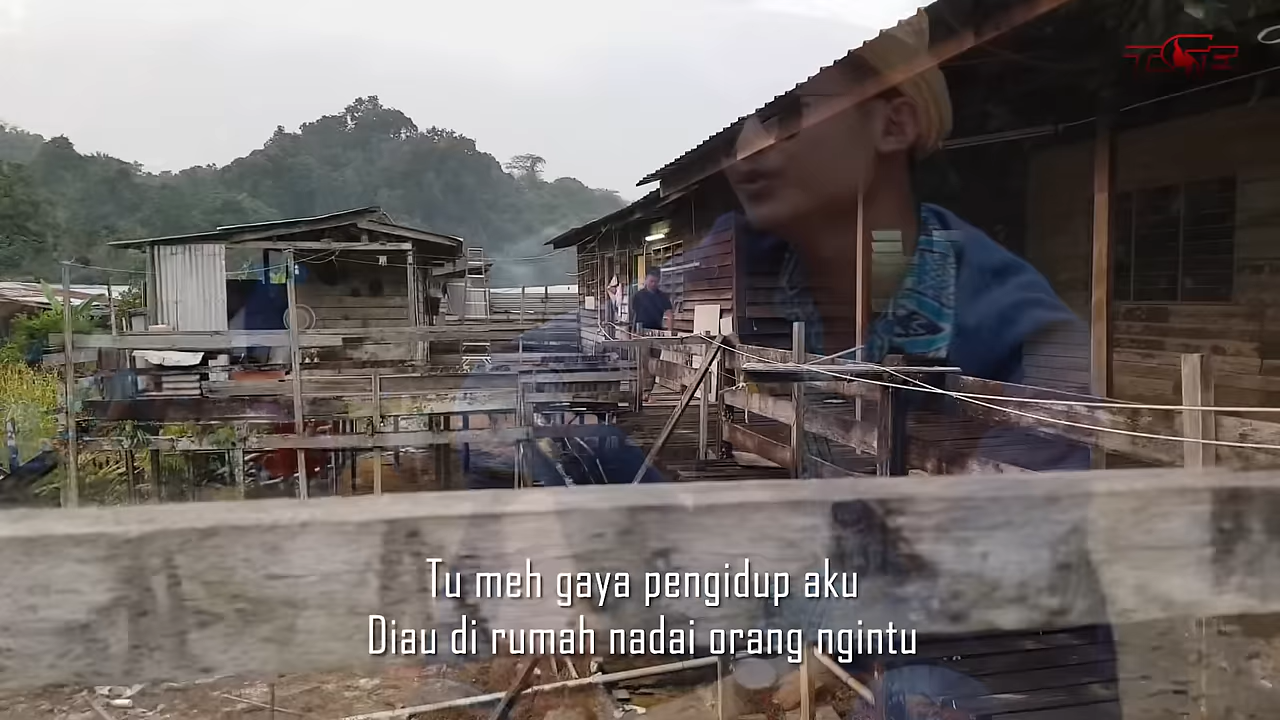 Tu meh gaya pengidup aku
Diau di rumah nadai orang ngintu